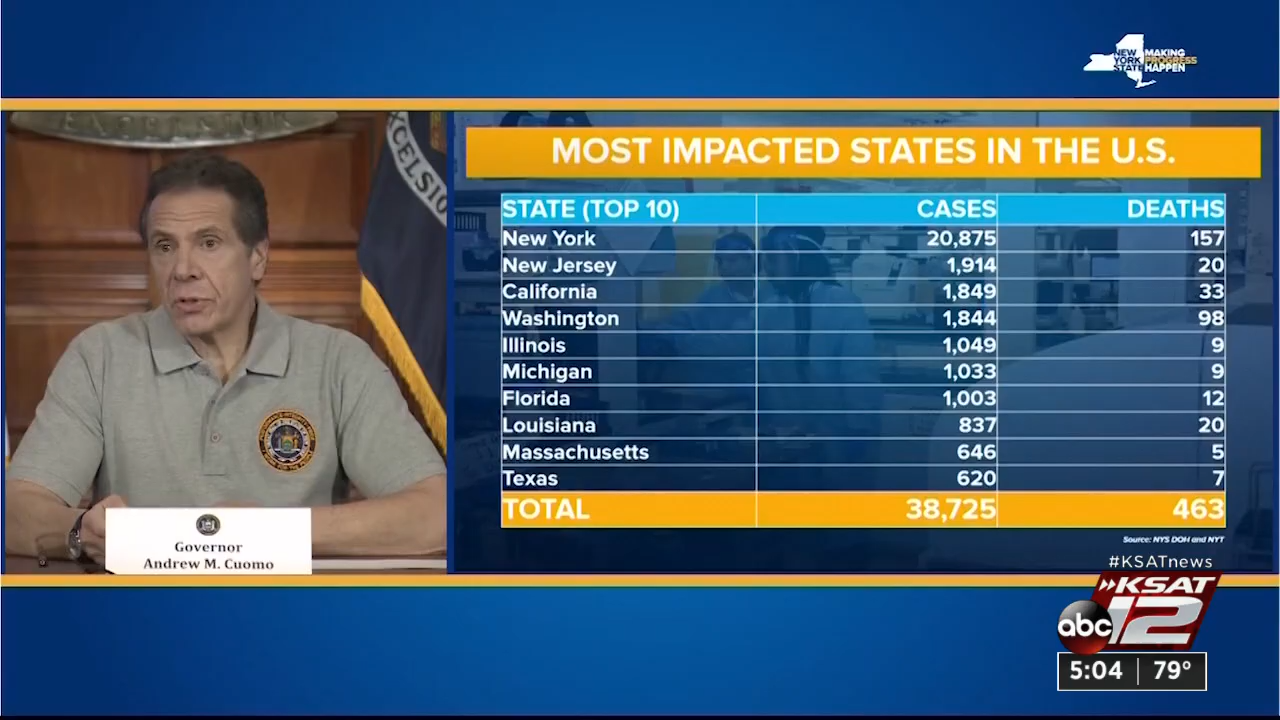 NEW YORK STATE
MAKING PROGRESS HAPPEN
EXCELSIOR
MOST IMPACTED STATES IN THE U.S.
STATE (TOP 10) CASES DEATHS
New York 20,875 157
New Jersey 1,914 20
California 1,849 33
Washington 1,844 98
Illinois 1,049 9
Michigan 1,033 9
Florida 1,003 12
Louisiana 837 20
Massachusetts 646 5
Texas 620 7
TOTAL 38,725 463
Source: NYS DOH and NYT
Governor
Andrew M. Cuomo
#KSATnews
KSAT
abc 12
5:04 79°